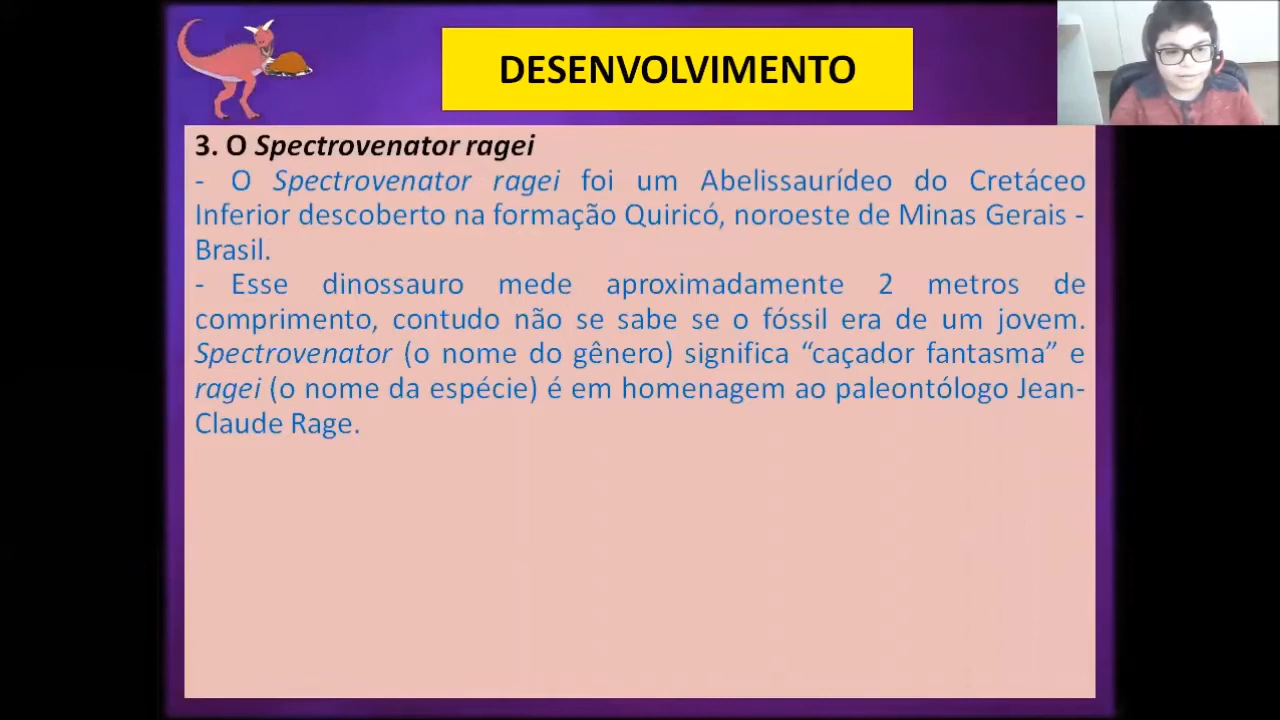 DESENVOLVIMENTO
3. O Spectrovenator ragei
- O Spectrovenator ragei foi um Abelissaurídeo do Cretáceo
Inferior descoberto na formação Quiricó, noroeste de Minas Gerais -
Brasil.
- Esse dinossauro mede aproximadamente 2 metros de
comprimento, contudo não se sabe se o fóssil era de um jovem.
Spectrovenator (o nome do gênero) significa “caçador fantasma” e
ragei (o nome da espécie) é em homenagem ao paleontólogo Jean-
Claude Rage.